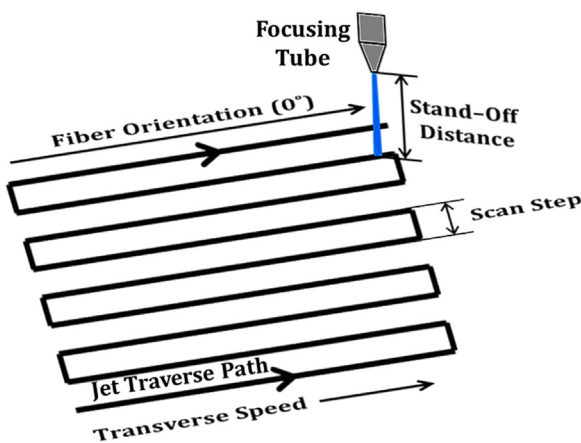 Focusing
Tube
Fiber Orientation (0°)
Stand-Off
Distance
Scan Step
Jet Traverse Path
Transverse Speed